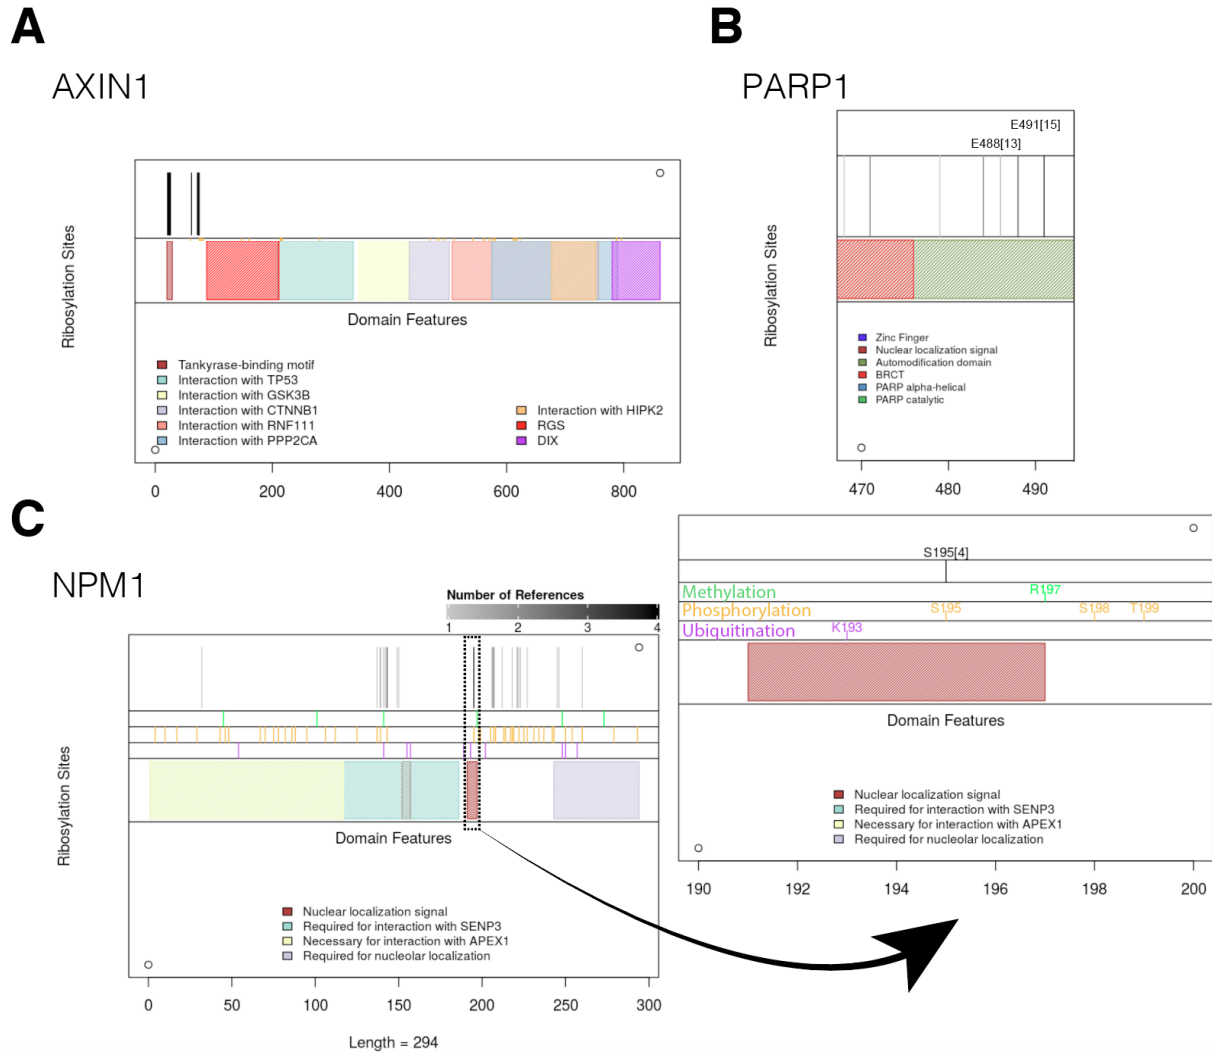 A
AXIN1
Ribosylation Sites
Domain Features
Tankyrase-binding motif
Interaction with TP53
Interaction with GSK3B
Interaction with CTNNB1
Interaction with RNF111
Interaction with PPP2CA
Interaction with HIPK2
RGS
DIX
0 200 400 600 800
B
PARP1
E491[15]
E488[13]
Ribosylation Sites
Zinc Finger
Nuclear localization signal
Automodification domain
BRCT
PARP alpha-helical
PARP catalytic
470 480 490
C
NPM1
Number of References
1 2 3 4
Ribosylation Sites
Domain Features
Nuclear localization signal
Required for interaction with SENP3
Necessary for interaction with APEX1
Required for nucleolar localization
0 50 100 150 200 250 300
Length = 294
S195[4]
Methylation R197
Phosphorylation S195 S198 T199
Ubiquitination K193
Domain Features
Nuclear localization signal
Required for interaction with SENP3
Necessary for interaction with APEX1
Required for nucleolar localization
190 192 194 196 198 200